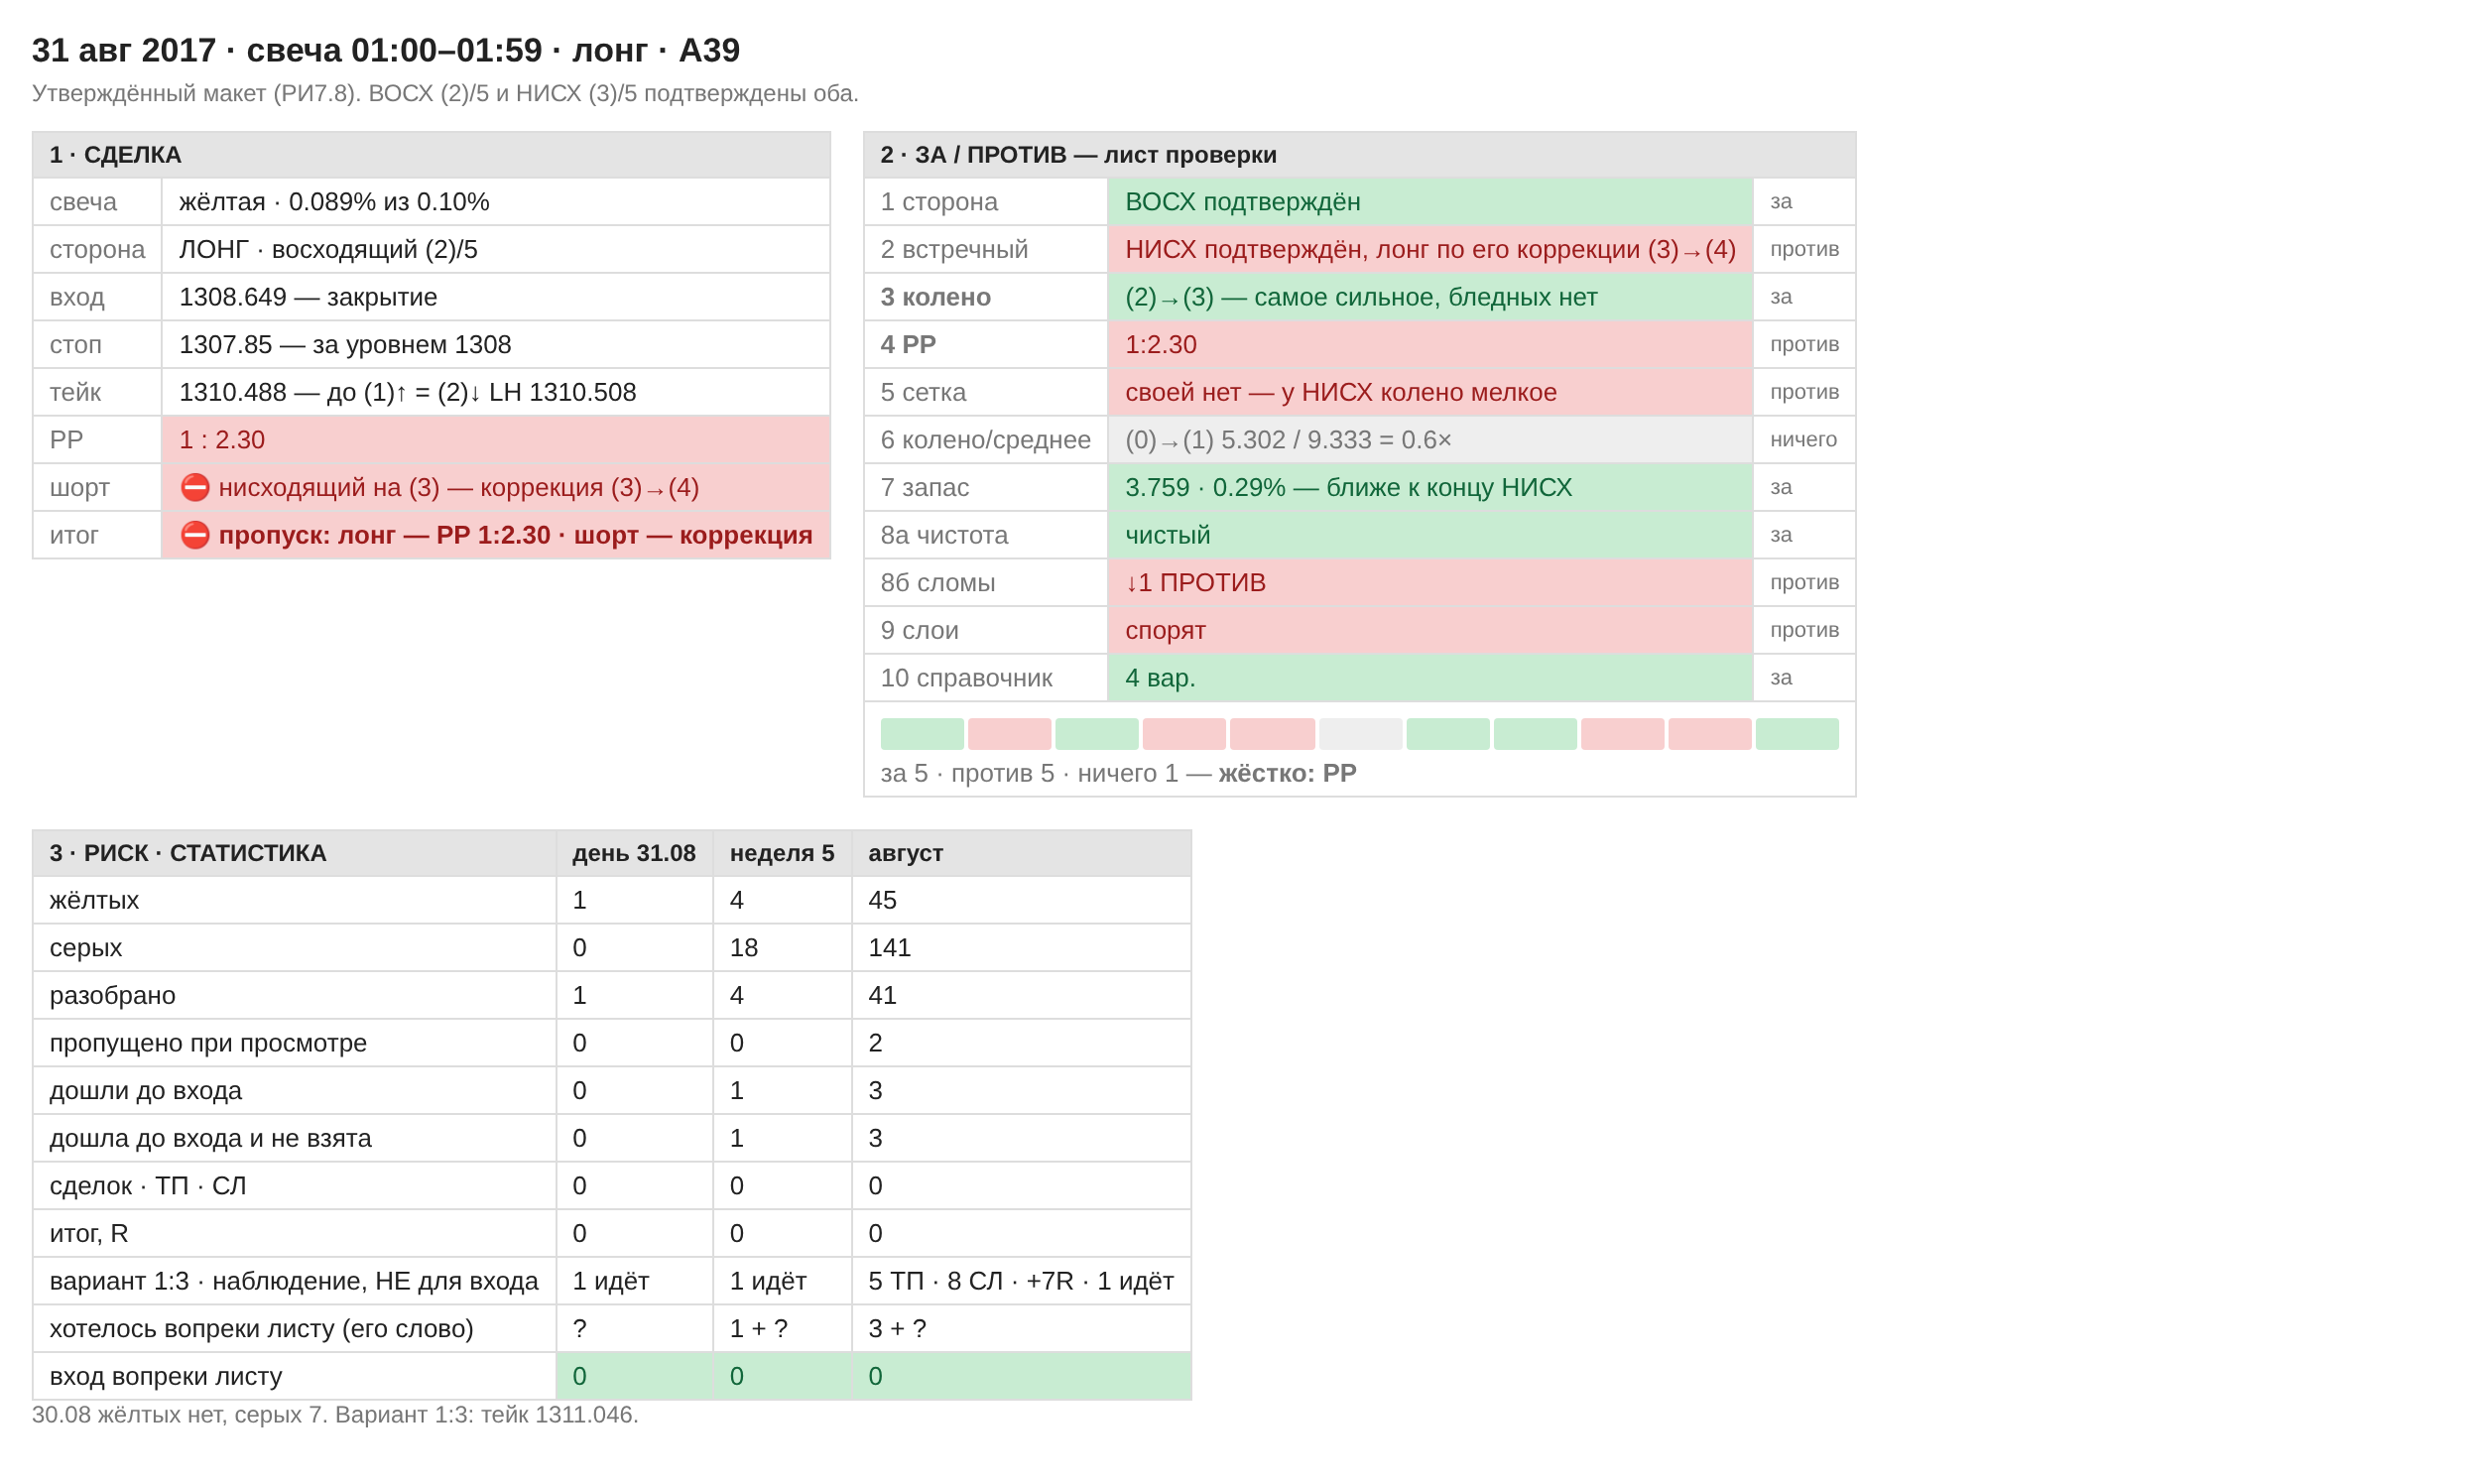 31 авг 2017 · свеча 01:00–01:59 · лонг · А39
Утверждённый макет (РИ7.8). ВОСХ (2)/5 и НИСХ (3)/5 подтверждены оба.
1 · СДЕЛКА
свеча жёлтая · 0.089% из 0.10%
сторона ЛОНГ · восходящий (2)/5
вход 1308.649 — закрытие
стоп 1307.85 — за уровнем 1308
тейк 1310.488 — до (1)↑ = (2)↓ LH 1310.508
РР 1 : 2.30
шорт ⛔ нисходящий на (3) — коррекция (3)→(4)
итог ⛔ пропуск: лонг — РР 1:2.30 · шорт — коррекция
2 · ЗА / ПРОТИВ — лист проверки
1 сторона ВОСХ подтверждён за
2 встречный НИСХ подтверждён, лонг по его коррекции (3)→(4) против
3 колено (2)→(3) — самое сильное, бледных нет за
4 РР 1:2.30 против
5 сетка своей нет — у НИСХ колено мелкое против
6 колено/среднее (0)→(1) 5.302 / 9.333 = 0.6× ничего
7 запас 3.759 · 0.29% — ближе к концу НИСХ за
8а чистота чистый за
8б сломы ↓1 ПРОТИВ против
9 слои спорят против
10 справочник 4 вар. за
за 5 · против 5 · ничего 1 — жёстко: РР
3 · РИСК · СТАТИСТИКА день 31.08 неделя 5 август
жёлтых 1 4 45
серых 0 18 141
разобрано 1 4 41
пропущено при просмотре 0 0 2
дошли до входа 0 1 3
дошла до входа и не взята 0 1 3
сделок · ТП · СЛ 0 0 0
итог, R 0 0 0
вариант 1:3 · наблюдение, НЕ для входа 1 идёт 1 идёт 5 ТП · 8 СЛ · +7R · 1 идёт
хотелось вопреки листу (его слово) ? 1 + ? 3 + ?
вход вопреки листу 0 0 0
30.08 жёлтых нет, серых 7. Вариант 1:3: тейк 1311.046.